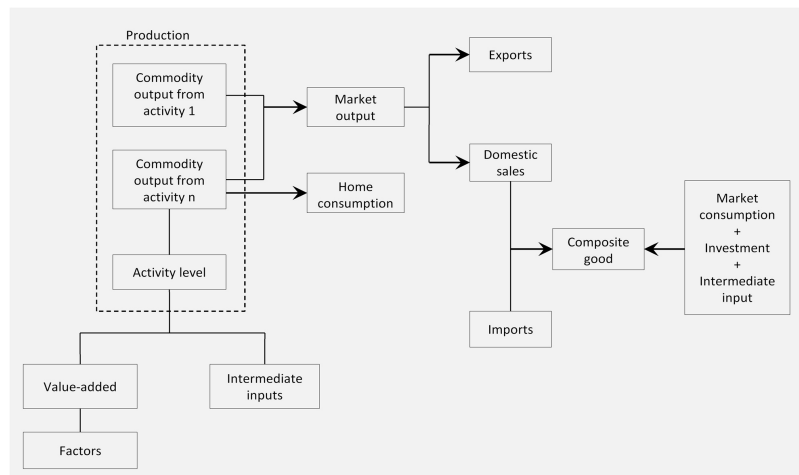 Production
Commodity
output from
activity 1
Commodity
output from
activity n
Activity level
Value-added
Factors
Intermediate
inputs
Market
output
Home
consumption
Exports
Domestic
sales
Imports
Composite
good
Market
consumption
+
Investment
+
Intermediate
input